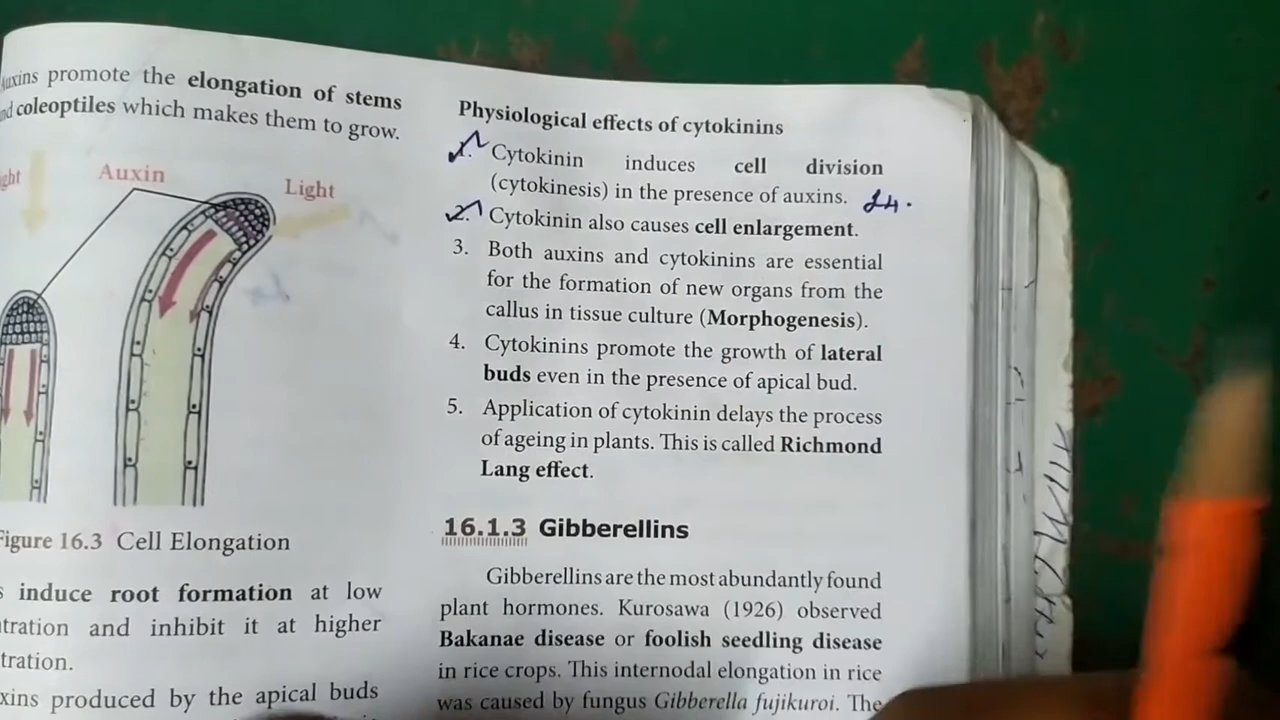 promote the elongation of stems
coleoptiles which makes them to grow.
Auxin
Light
Figure 16.3 Cell Elongation
induce root formation at low
and inhibit it at higher
produced by the apical buds
Physiological effects of cytokinins
1. Cytokinin induces cell division
(cytokinesis) in the presence of auxins.
2. Cytokinin also causes cell enlargement.
3. Both auxins and cytokinins are essential
for the formation of new organs from the
callus in tissue culture (Morphogenesis).
4. Cytokinins promote the growth of lateral
buds even in the presence of apical bud.
5. Application of cytokinin delays the process
of ageing in plants. This is called Richmond
Lang effect.
16.1.3 Gibberellins
Gibberellins are the most abundantly found
plant hormones. Kurosawa (1926) observed
Bakanae disease or foolish seedling disease
in rice crops. This internodal elongation in rice
was caused by fungus Gibberella fujikuroi. The